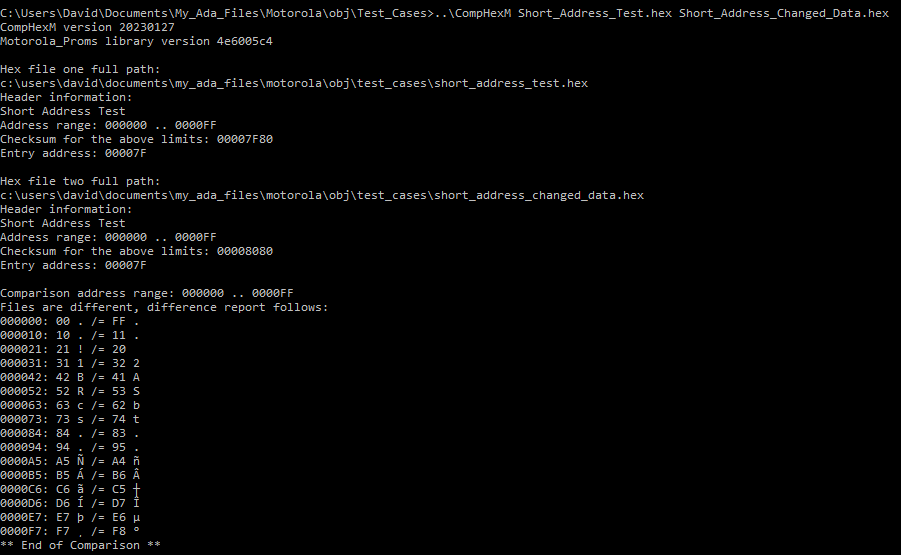 C:\Users\David\Documents\My_Ada_Files\Motorola\obj\Test_Cases>..\CompHexM Short_Address_Test.hex Short_Address_Changed_Data.hex
CompHexM version 20230127
Motorola_Proms library version 4e6005c4
Hex file one full path:
c:\users\david\documents\my_ada_files\motorola\obj\test_cases\short_address_test.hex
Header information:
Short Address Test
Address range: 000000 .. 0000FF
Checksum for the above limits: 00007F80
Entry address: 00007F
Hex file two full path:
c:\users\david\documents\my_ada_files\motorola\obj\test_cases\short_address_changed_data.hex
Header information:
Short Address Test
Address range: 000000 .. 0000FF
Checksum for the above limits: 00008080
Entry address: 00007F
Comparison address range: 000000 .. 0000FF
Files are different, difference report follows:
000000: 00 . /= FF .
000010: 10 . /= 11 .
000021: 21 ! /= 20
000031: 31 1 /= 32 2
000042: 42 B /= 41 A
000052: 52 R /= 53 S
000063: 63 c /= 62 b
000073: 73 s /= 74 t
000084: 84 . /= 83 .
000094: 94 . /= 95 .
0000A5: A5 Ñ /= A4 ñ
0000B5: B5 Á /= B6 Â
0000C6: C6 ã /= C5 ┼
0000D6: D6 Í /= D7 Î
0000E7: E7 þ /= E6 µ
0000F7: F7 ¸ /= F8 °
** End of Comparison **